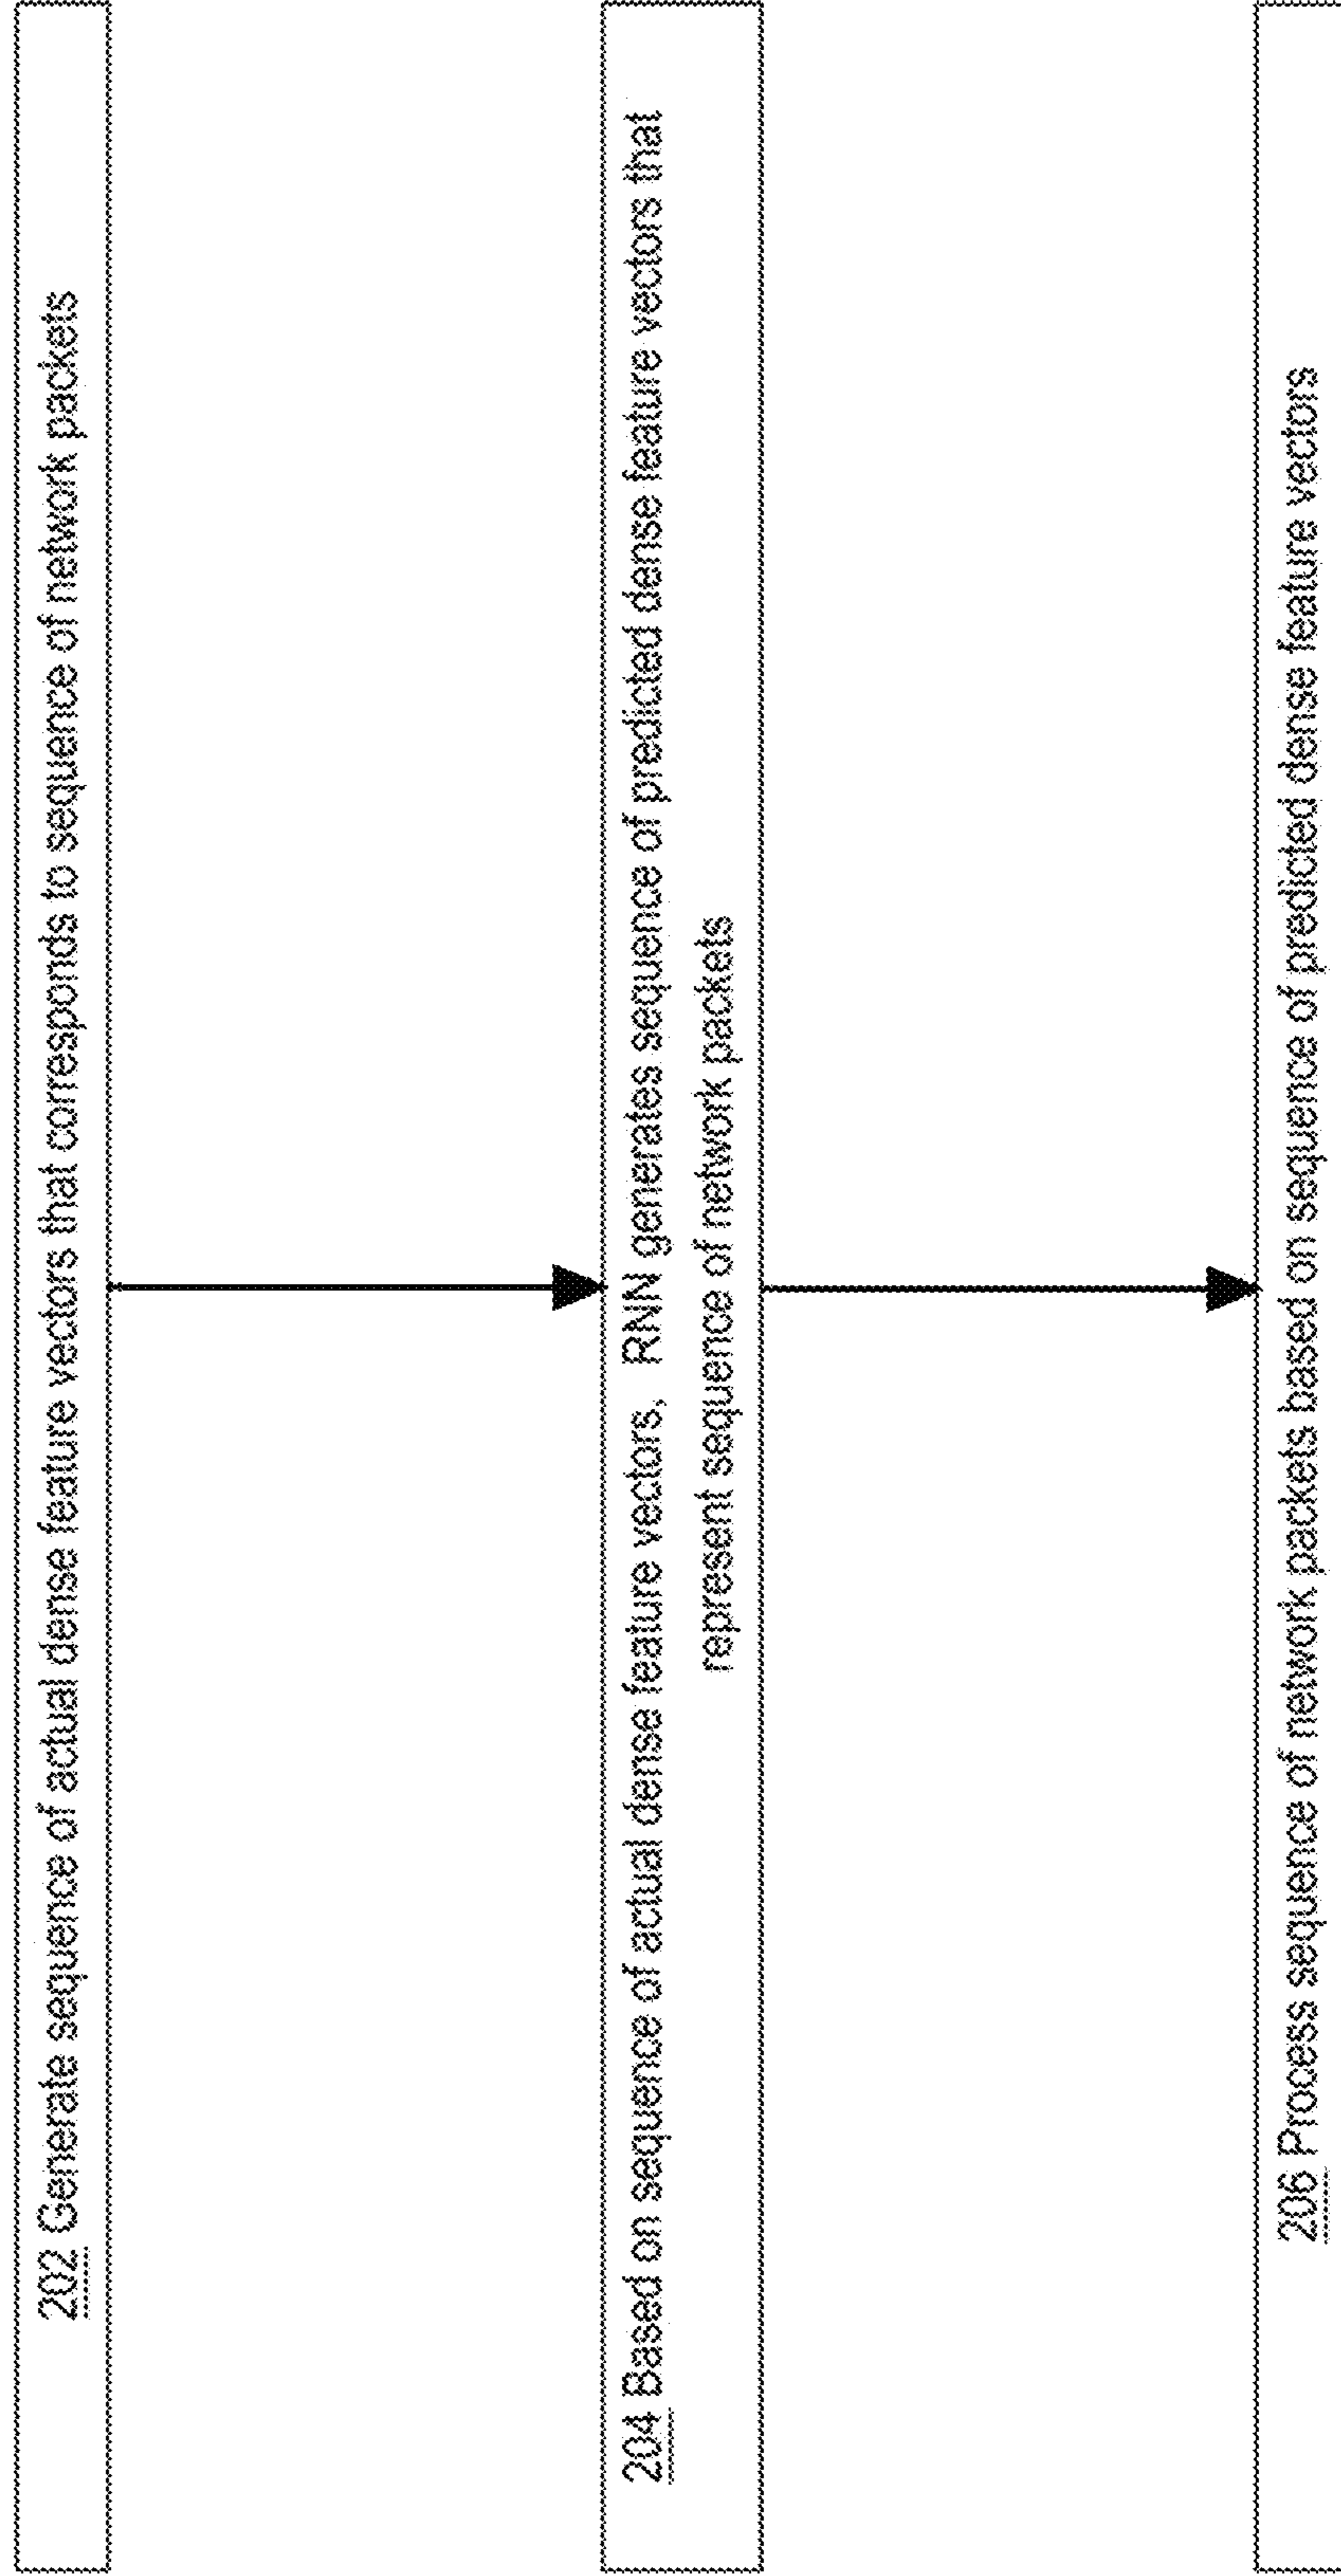 202 Generate sequence of actual dense feature vectors that corresponds to sequence of network packets
204 Based on sequence of actual dense feature vectors, RNN generates sequence of predicted dense feature vectors that
represent sequence of network packets
206 Process sequence of network packets based on sequence of predicted dense feature vectors